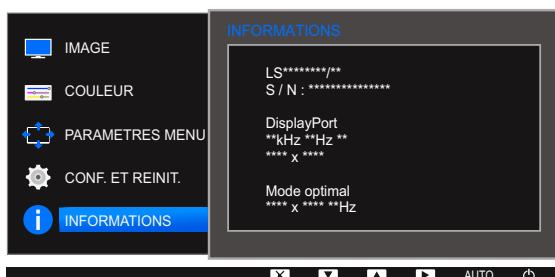 IMAGE
COULEUR
PARAMETRES MENU
CONF. ET REINIT.
INFORMATIONS
INFORMATIONS
LS********/**
S / N : ***************
DisplayPort
**kHz **Hz **
**** x ****
Mode optimal
**** x **** **Hz
AUTO